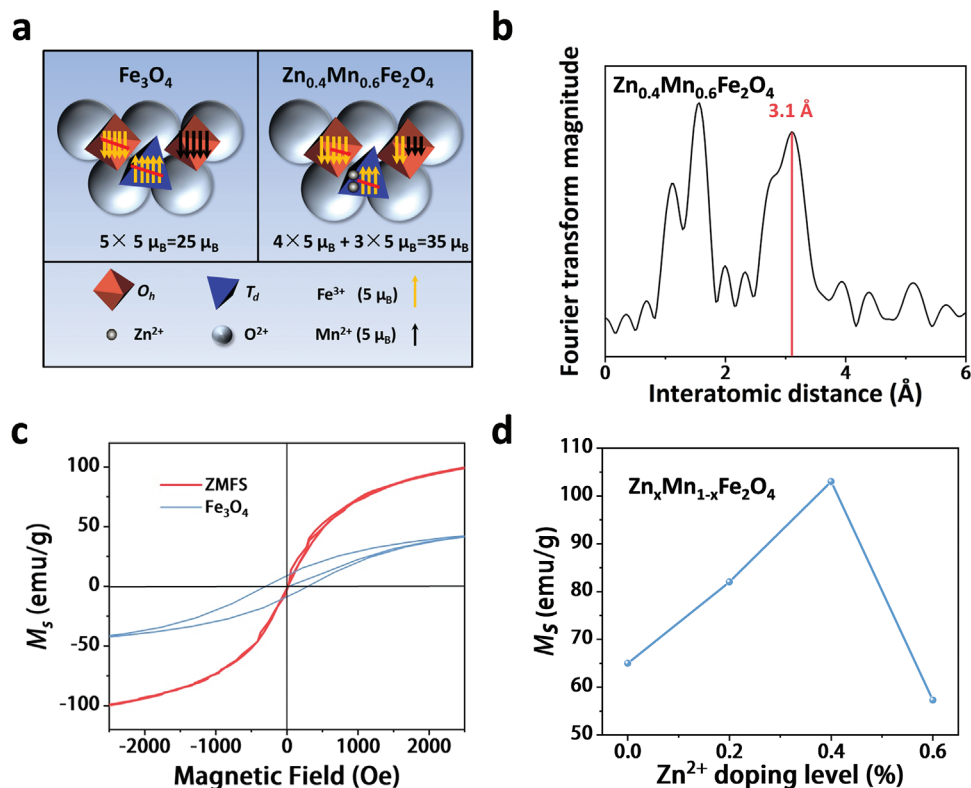 a
Fe₃O₄
Zn₀.₄Mn₀.₆Fe₂O₄
5 × 5 μB=25 μB
4 × 5 μB + 3 × 5 μB=35 μB
Oh
Td
Fe³⁺ (5 μB)
Zn²⁺
O²⁺
Mn²⁺ (5 μB)
b
Zn₀.₄Mn₀.₆Fe₂O₄
3.1 Å
Fourier transform magnitude
0
2
4
6
Interatomic distance (Å)
c
ZMFS
Fe₃O₄
Ms (emu/g)
100
50
0
-50
-100
-2000
-1000
0
1000
2000
Magnetic Field (Oe)
d
ZnₓMn₁₋ₓFe₂O₄
Ms (emu/g)
110
100
90
80
70
60
50
0.0
0.2
0.4
0.6
Zn²⁺ doping level (%)